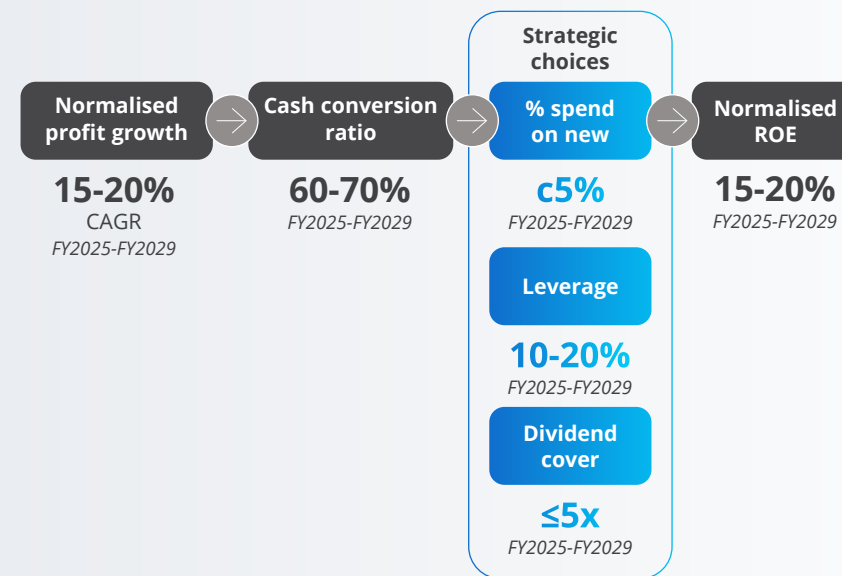 Strategic
choices
Normalised
profit growth
15-20%
CAGR
FY2025-FY2029
Cash conversion
ratio
60-70%
FY2025-FY2029
% spend
on new
c5%
FY2025-FY2029
Leverage
10-20%
FY2025-FY2029
Dividend
cover
≤5x
FY2025-FY2029
Normalised
ROE
15-20%
FY2025-FY2029